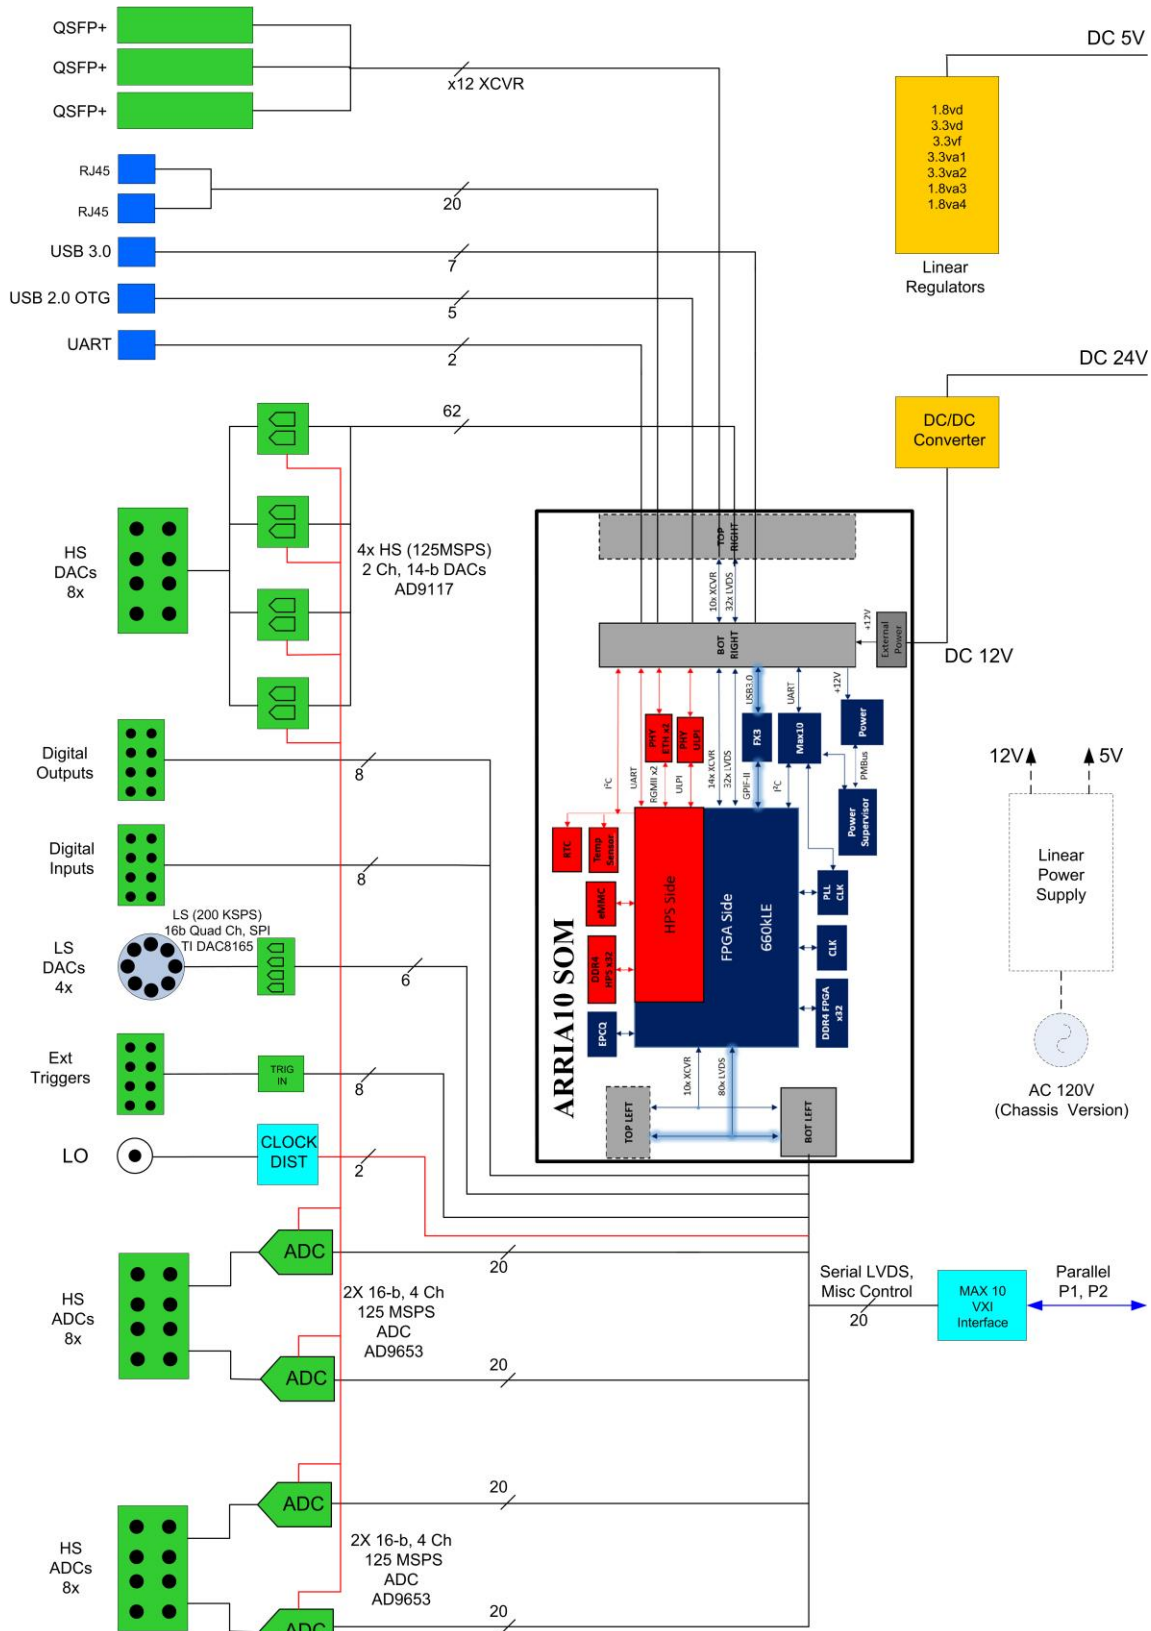 QSFP+
QSFP+
QSFP+
x12 XCVR
RJ45
RJ45
20
USB 3.0
7
USB 2.0 OTG
5
UART
2
DC 5V
1.8vd
3.3vd
3.3vf
3.3va1
3.3va2
1.8va3
1.8va4
Linear
Regulators
DC 24V
DC/DC
Converter
62
HS
DACs
8x
4x HS (125MSPS)
2 Ch, 14-b DACs
AD9117
TOP
RIGHT
10x XCVR
32x LVDS
BOT
RIGHT
+12V
External
Power
DC 12V
I²C
UART
PHY
ETH x2
RGMII x2
PHY
ULPI
ULPI
14x XCVR
32x LVDS
USB3.0
FX3
GPIF-II
UART
Max10
I²C
+12V
Power
PMBus
Power
Supervisor
RTC
Temp
Sensor
eMMC
DDR4
HPS x32
EPCQ
HPS Side
FPGA Side
660kLE
PLL
CLK
CLK
DDR4 FPGA
x32
ARRIA10 SOM
10x XCVR
80x LVDS
TOP LEFT
BOT LEFT
12V
5V
Linear
Power
Supply
AC 120V
(Chassis Version)
Digital
Outputs
8
Digital
Inputs
8
LS (200 KSPS)
16b Quad Ch, SPI
TI DAC8165
LS
DACs
4x
6
Ext
Triggers
TRIG
IN
8
LO
CLOCK
DIST
2
HS
ADCs
8x
ADC
20
2X 16-b, 4 Ch
125 MSPS
ADC
AD9653
ADC
20
Serial LVDS,
Misc Control
20
MAX 10
VXI
Interface
Parallel
P1, P2
HS
ADCs
8x
ADC
20
2X 16-b, 4 Ch
125 MSPS
ADC
AD9653
ADC
20